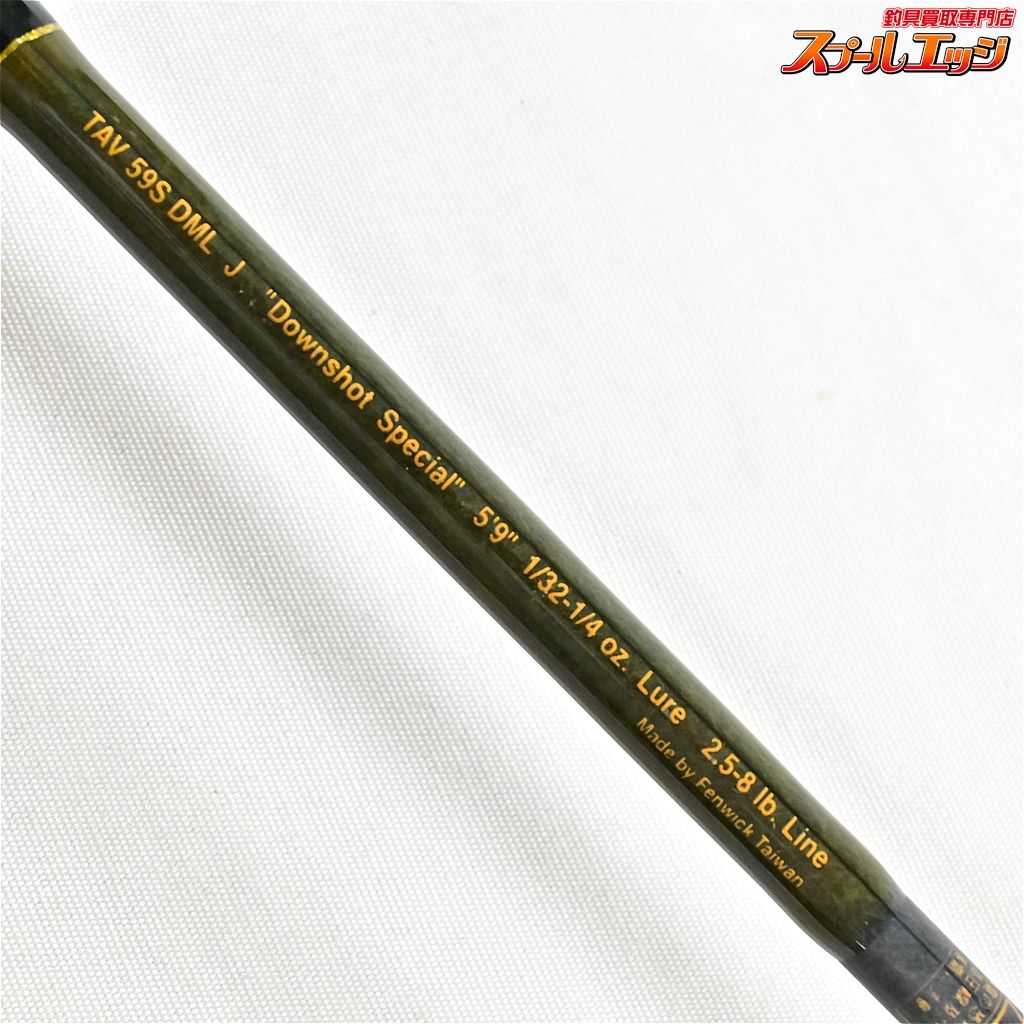 釣具買取専門店
スプールエッジ
TAV 59S DML J "Downshot Special" 5'9" 1/32-1/4 oz. Lure 2.5-8 lb. Line
Made by Fenwick Taiwan